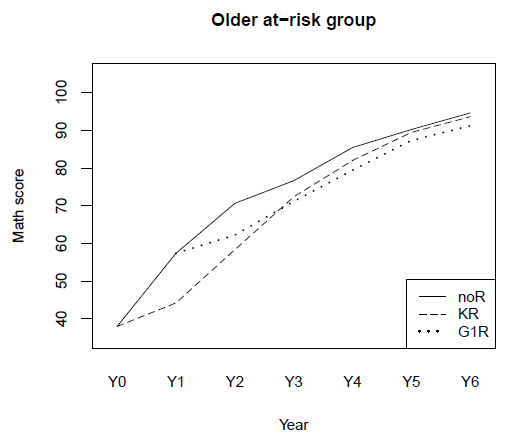 Older at−risk group
Math score
100
90
80
70
60
50
40
noR
KR
G1R
Y0 Y1 Y2 Y3 Y4 Y5 Y6
Year